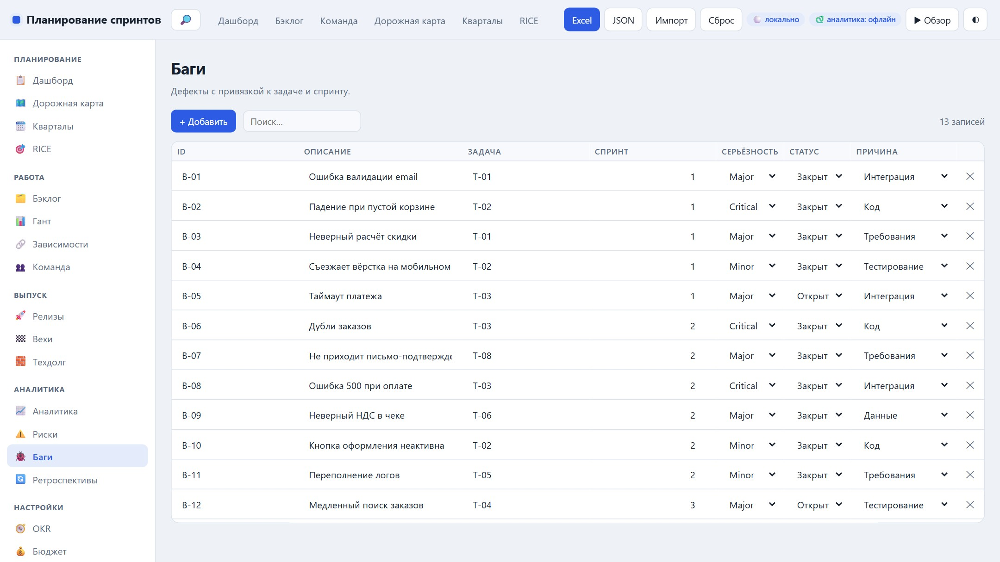 Планирование спринтов
Дашборд Бэклог Команда Дорожная карта Кварталы RICE
Excel JSON Импорт Сброс локально аналитика: офлайн ▶ Обзор
ПЛАНИРОВАНИЕ
Дашборд
Дорожная карта
Кварталы
RICE
РАБОТА
Бэклог
Гант
Зависимости
Команда
ВЫПУСК
Релизы
Вехи
Техдолг
АНАЛИТИКА
Аналитика
Риски
Баги
Ретроспективы
НАСТРОЙКИ
OKR
Бюджет
Баги
Дефекты с привязкой к задаче и спринту.
+ Добавить Поиск... 13 записей
ID ОПИСАНИЕ ЗАДАЧА СПРИНТ СЕРЬЁЗНОСТЬ СТАТУС ПРИЧИНА
B-01 Ошибка валидации email T-01 1 Major Закрыт Интеграция
B-02 Падение при пустой корзине T-02 1 Critical Закрыт Код
B-03 Неверный расчёт скидки T-01 1 Major Закрыт Требования
B-04 Съезжает вёрстка на мобильном T-02 1 Minor Закрыт Тестирование
B-05 Таймаут платежа T-03 1 Major Открыт Интеграция
B-06 Дубли заказов T-03 2 Critical Закрыт Код
B-07 Не приходит письмо-подтвержде T-08 2 Major Закрыт Требования
B-08 Ошибка 500 при оплате T-03 2 Critical Закрыт Интеграция
B-09 Неверный НДС в чеке T-06 2 Major Закрыт Данные
B-10 Кнопка оформления неактивна T-02 2 Minor Закрыт Код
B-11 Переполнение логов T-05 2 Minor Закрыт Требования
B-12 Медленный поиск заказов T-04 3 Major Открыт Тестирование